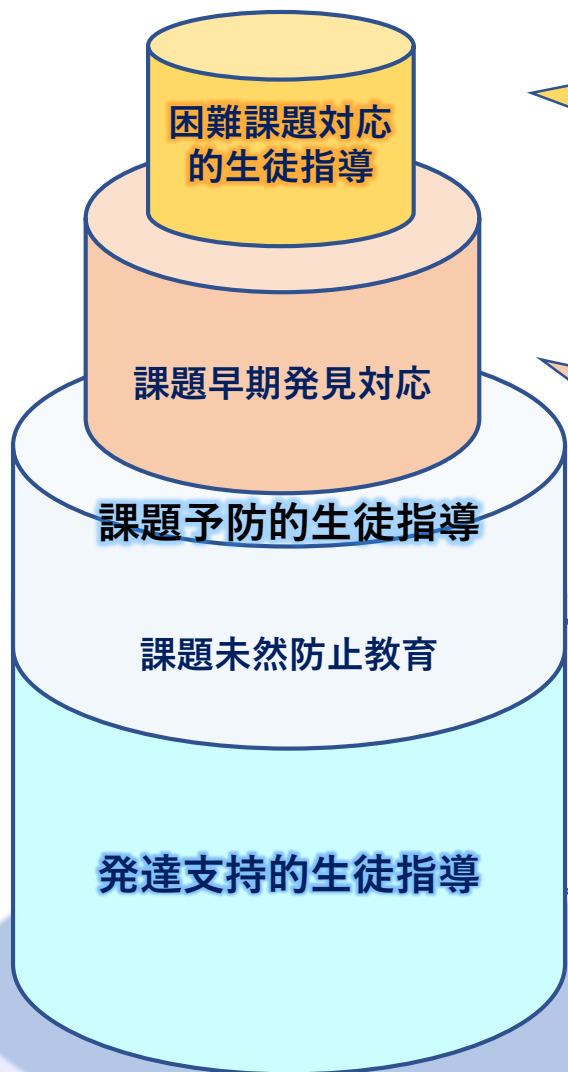 困難課題対応
的生徒指導
課題早期発見対応
課題予防的生徒指導
課題未然防止教育
発達支持的生徒指導